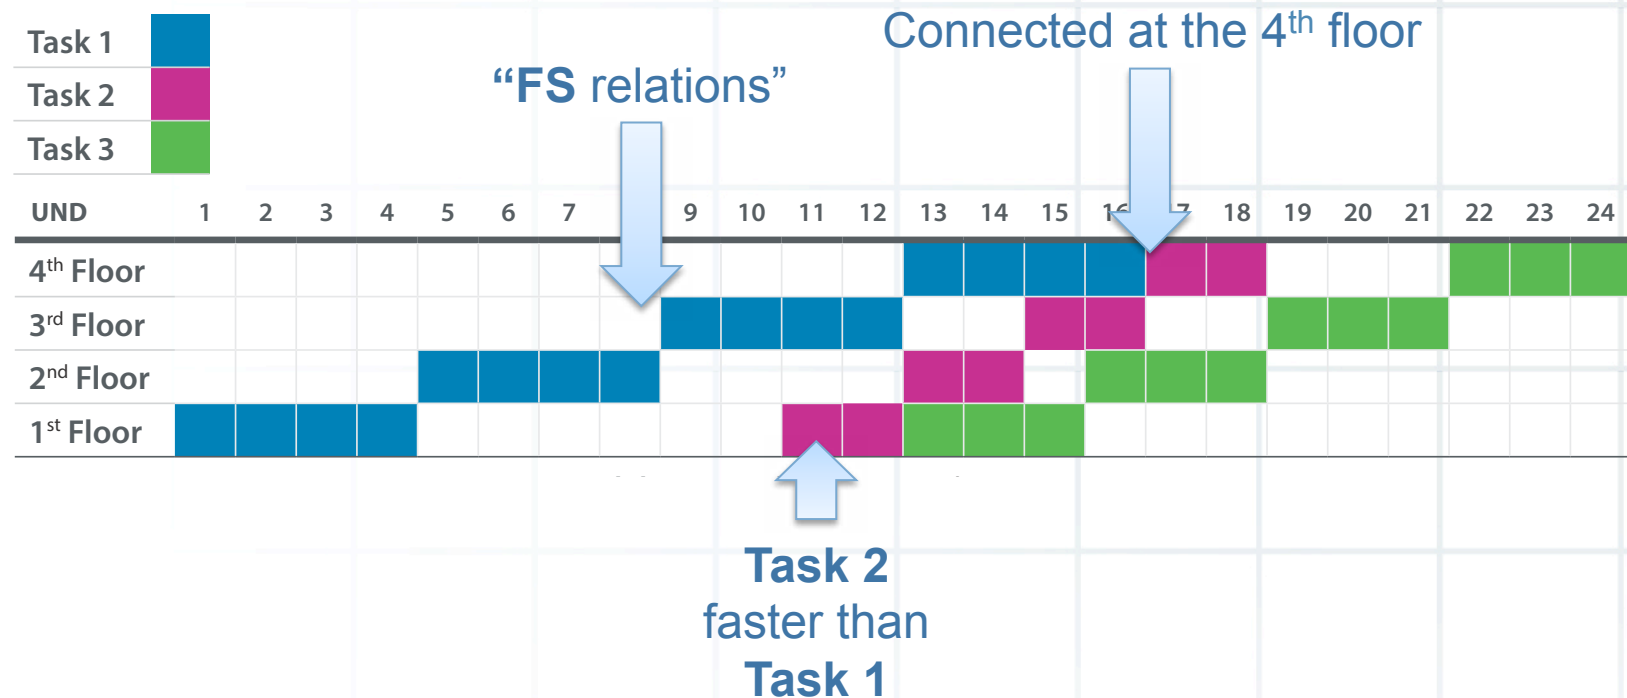 Task 1
Task 2
Task 3
“FS relations”
Connected at the 4th floor
UND 1 2 3 4 5 6 7 9 10 11 12 13 14 15 16 7 18 19 20 21 22 23 24
4th Floor
3rd Floor
2nd Floor
1st Floor
Task 2
faster than
Task 1